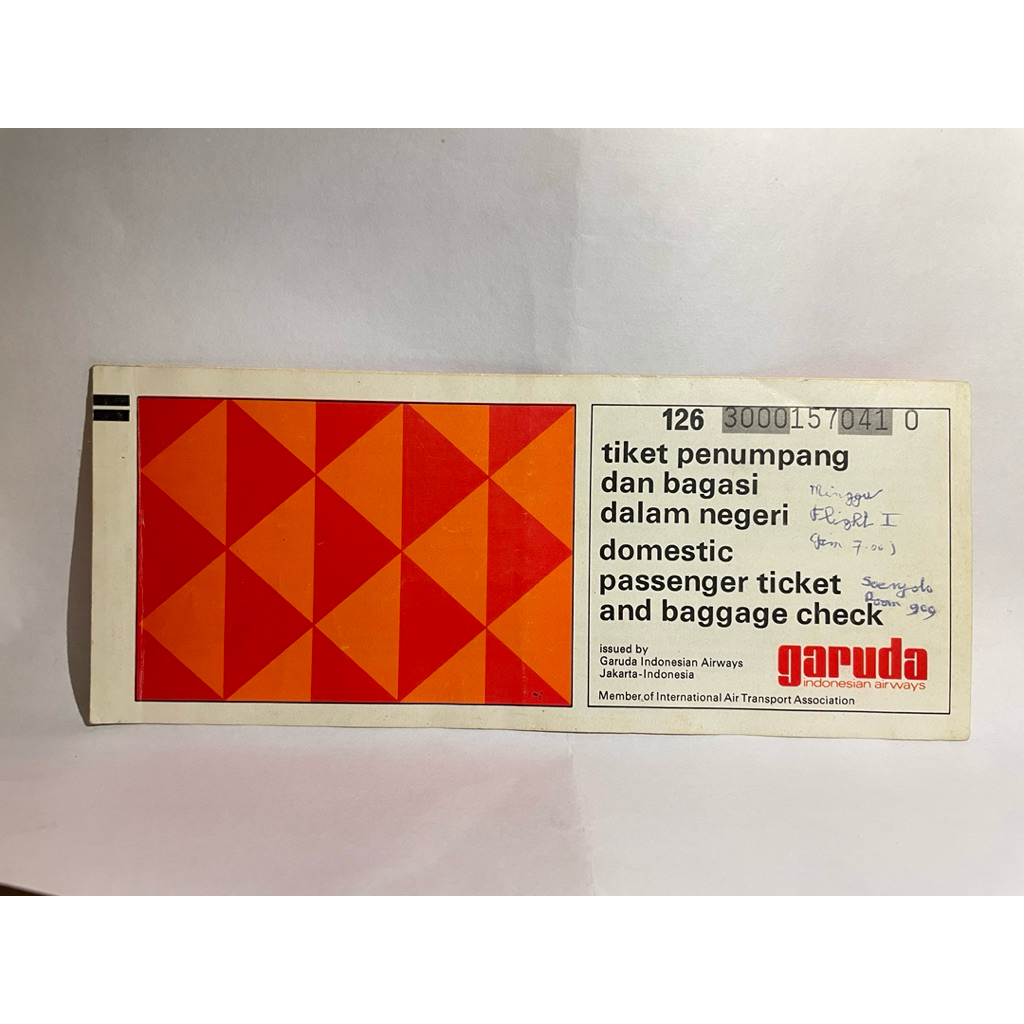 126 3000157041 0
tiket penumpang
dan bagasi
dalam negeri
Minggu
Flight I
(Jam 7.00)
domestic
passenger ticket
and baggage check
Room 909
issued by
Garuda Indonesian Airways
Jakarta-Indonesia
garuda
indonesian airways
Member of International Air Transport Association